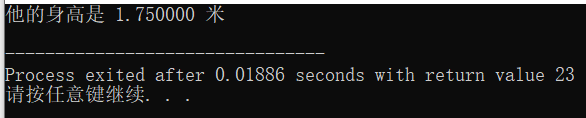 他的身高是 1.750000 米
--------------------------------
Process exited after 0.01886 seconds with return value 23
请按任意键继续. . .